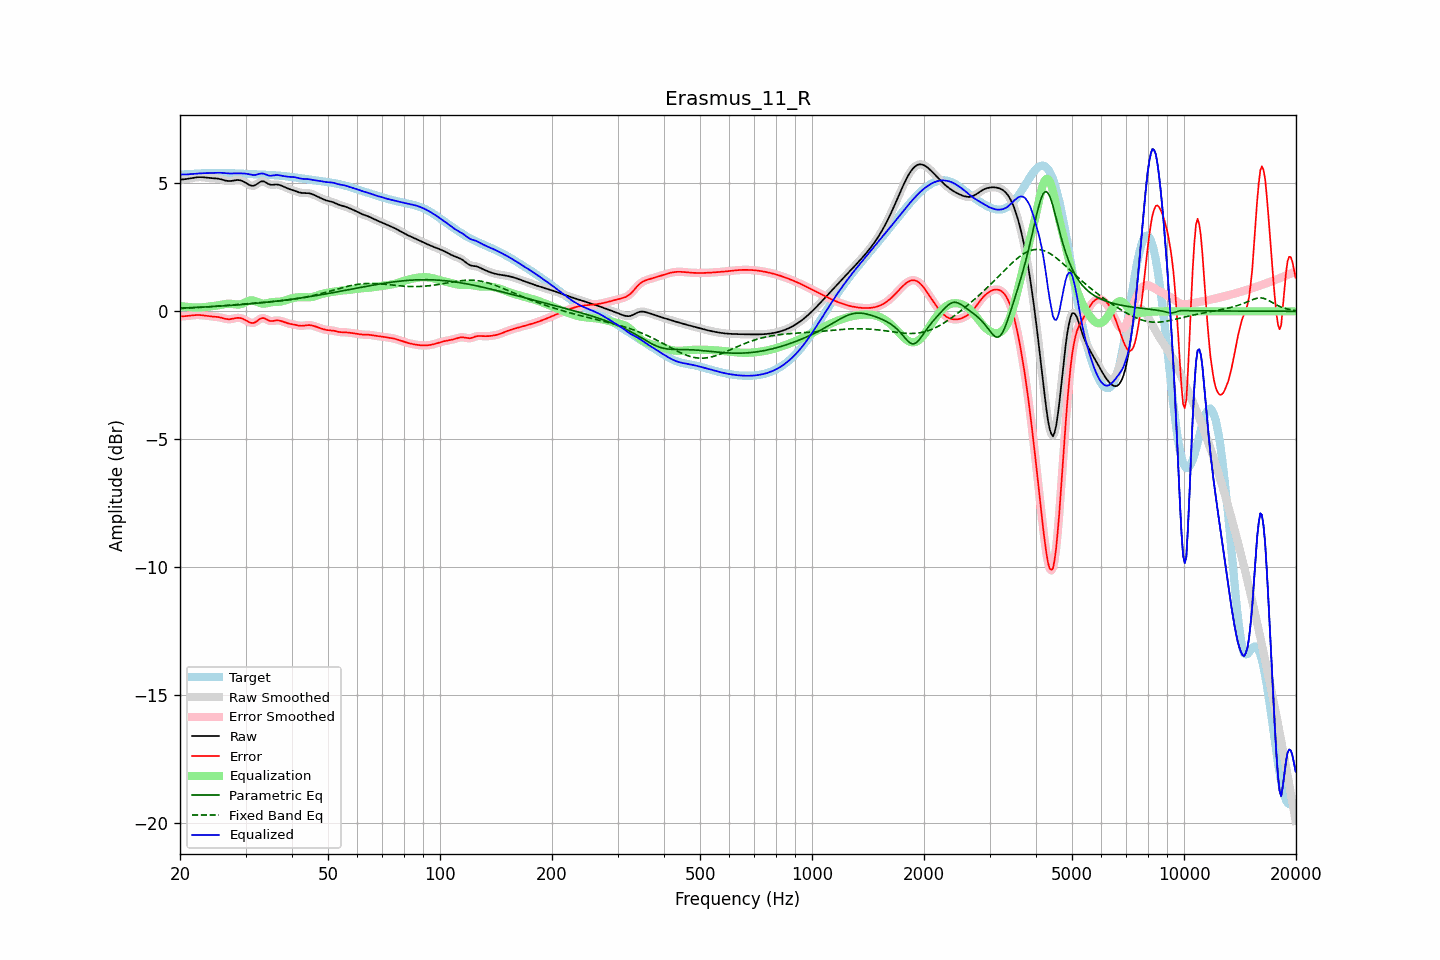 Erasmus_11_R
Amplitude (dBr)
5
0
−5
−10
−15
−20
Target
Raw Smoothed
Error Smoothed
Raw
Error
Equalization
Parametric Eq
Fixed Band Eq
Equalized
20 50 100 200 500 1000 2000 5000 10000 20000
Frequency (Hz)